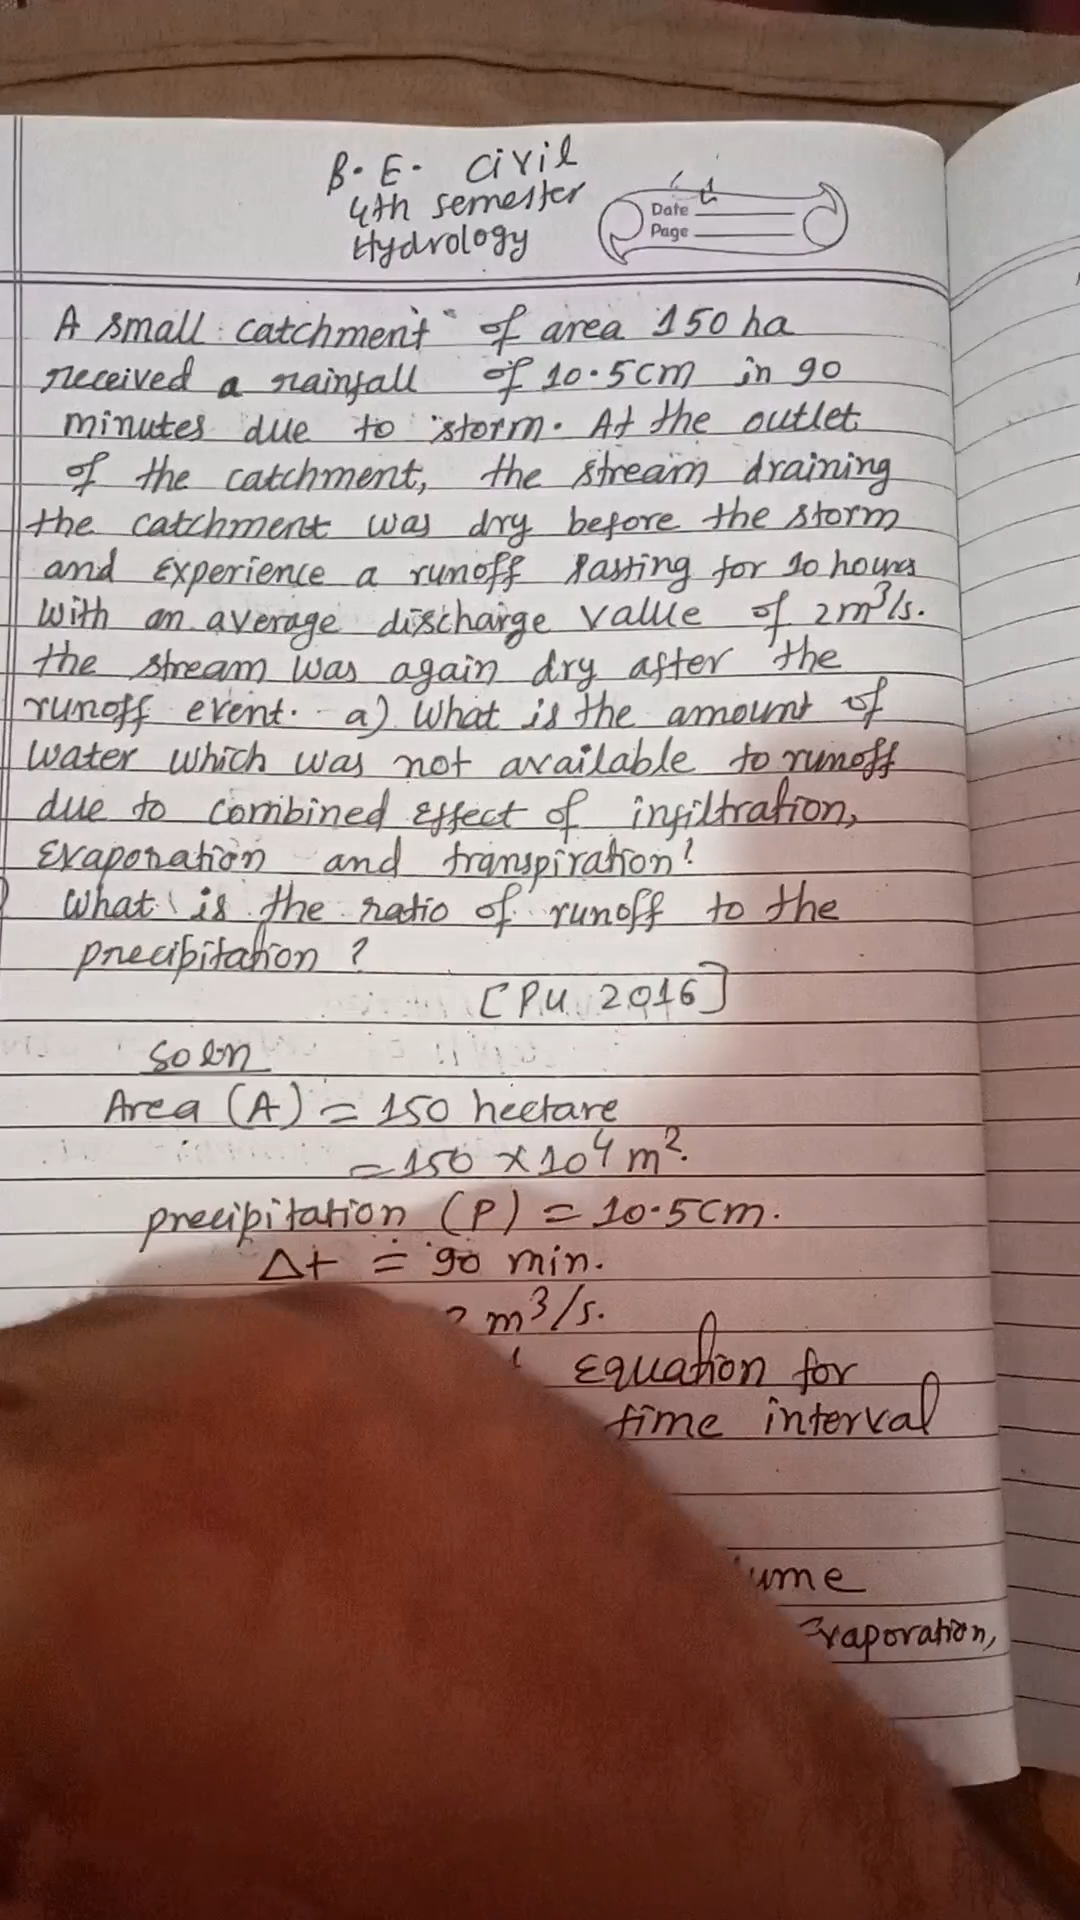 B.E. Civil
4th semester
Hydrology
Date
Page
A small catchment of area 150 ha
received a rainfall of 10.5cm in 90
minutes due to storm. At the outlet
of the catchment, the stream draining
the catchment was dry before the storm
and Experience a runoff lasting for 10 hours
with an average discharge value of 2m³/s.
the stream was again dry after the
runoff event. a) What is the amount of
water which was not available to runoff
due to combined effect of infiltration,
Evaporation and transpiration?
What is the ratio of runoff to the
precipitation ?
[PU 2016]
Soln
Area (A) = 150 hectare
= 150 × 10⁴ m².
precipitation (P) = 10.5cm.
Δt = 90 min.
m³/s.
Equation for
time interval